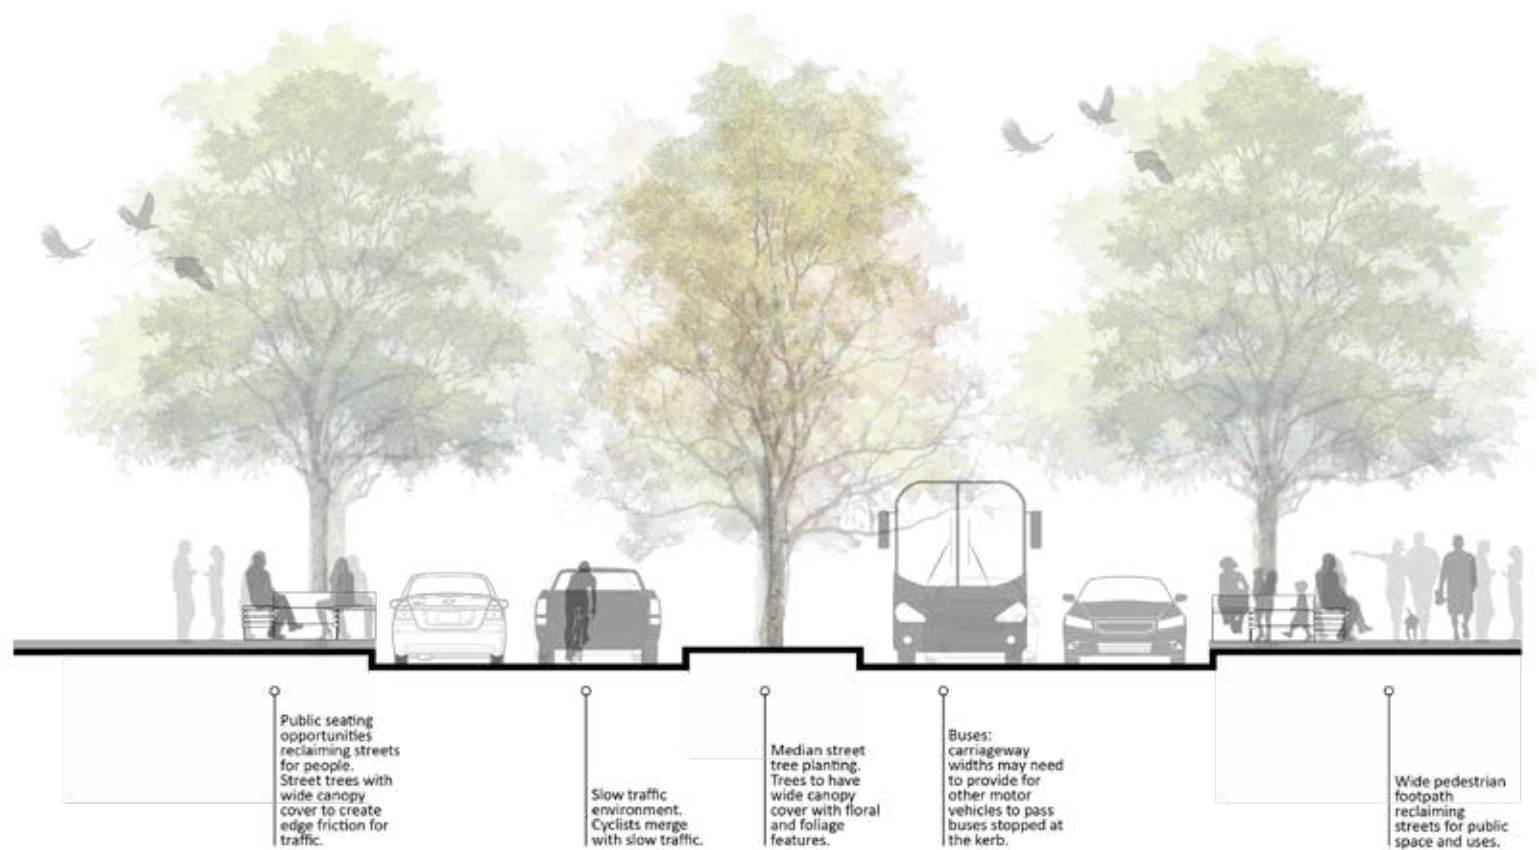 Public seating
opportunities
reclaiming streets
for people.
Street trees with
wide canopy
cover to create
edge friction for
traffic.
Slow traffic
environment.
Cyclists merge
with slow traffic.
Median street
tree planting.
Trees to have
wide canopy
cover with floral
and foliage
features.
Buses:
carriageway
widths may need
to provide for
other motor
vehicles to pass
buses stopped at
the kerb.
Wide pedestrian
footpath
reclaiming
streets for public
space and uses.